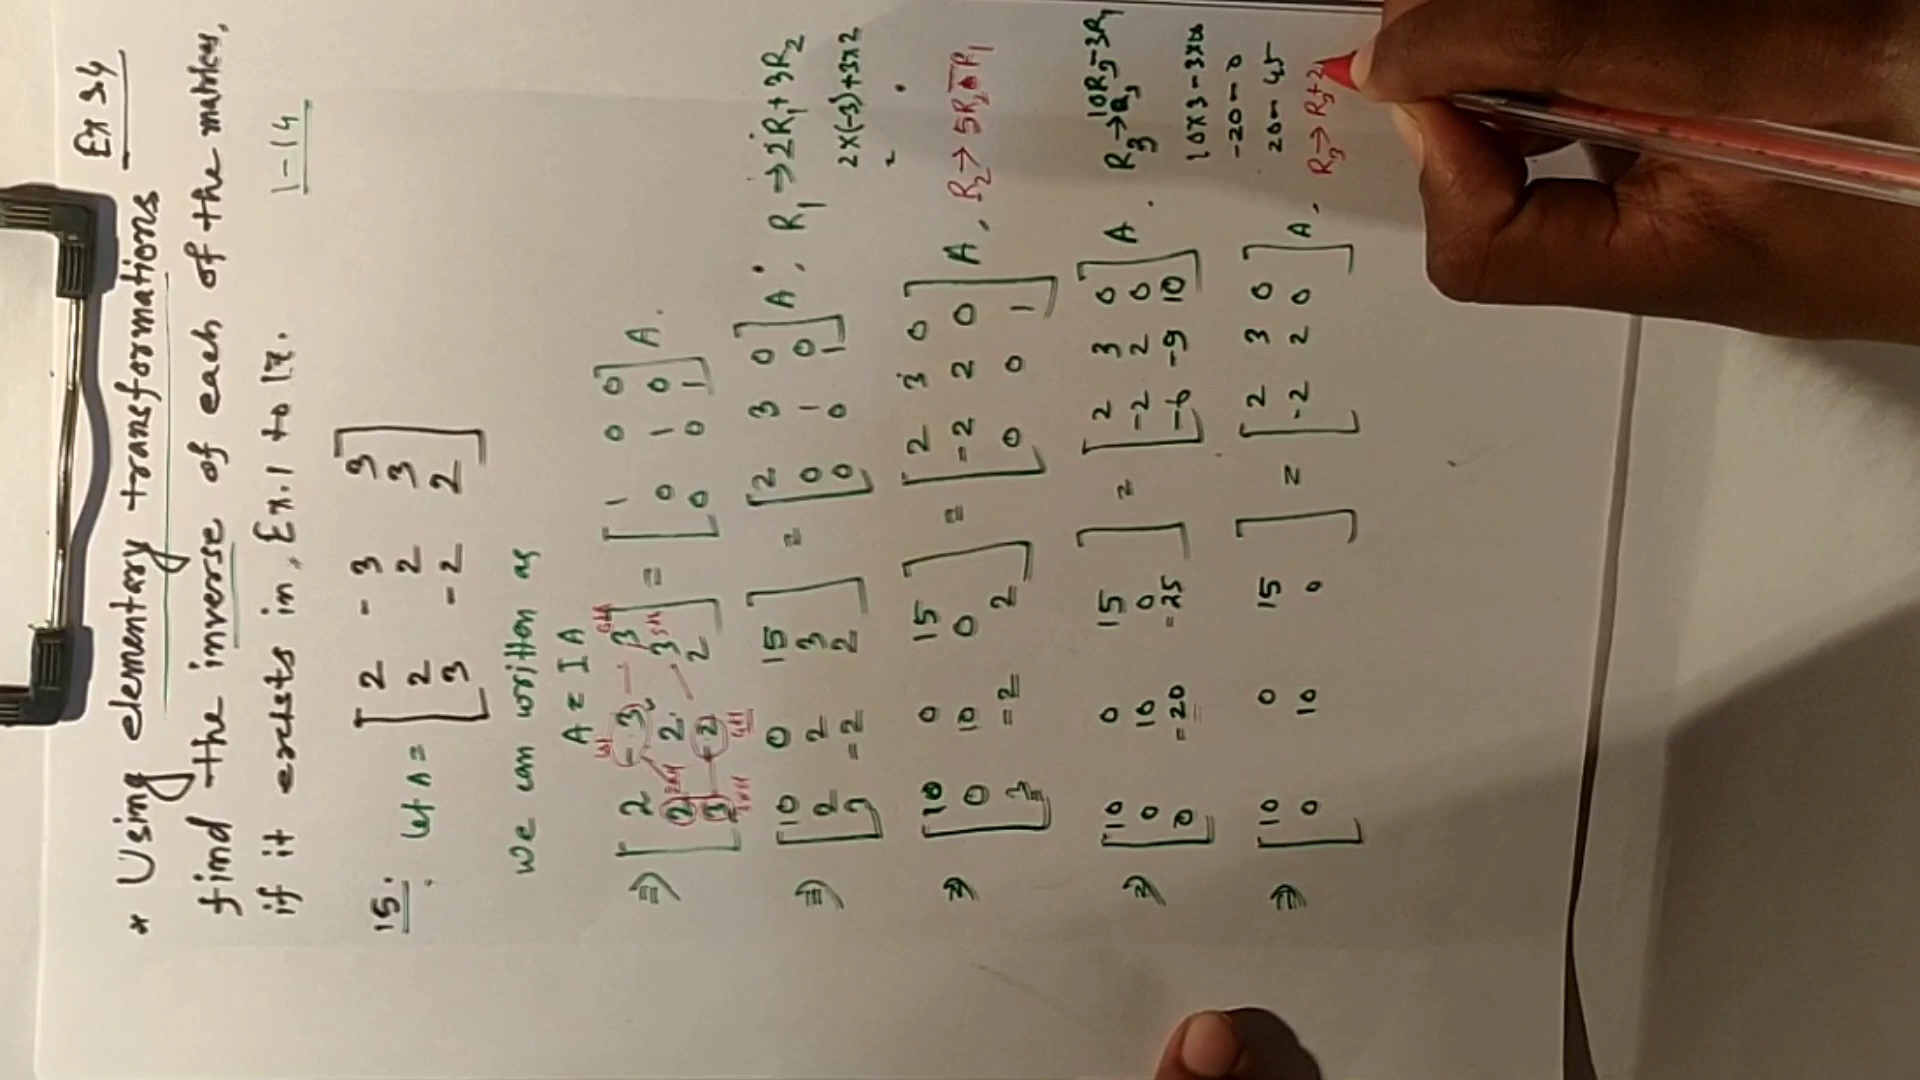 Ex 3.4
* Using elementary transformations
find the inverse of each of the matrices,
if it exists in, Ex. 1 to 17.
1-14
15. Let A = [ 2 -3 3
2 2 3
3 -2 2 ]
We can written as
A = IA
⇒ [ 2 -3 3 ] = [ 1 0 0 ] A.
2 2 3 0 1 0
3 -2 2 0 0 1
⇒ [ 10 0 15 ] = [ 2 3 0 ] A, R1 → 2R1 + 3R2
2 2 3 0 1 0 2×(-3)+3×2
3 -2 2 0 0 1 =
⇒ [ 10 0 15 ] = [ 2 3 0 ] A, R2 → 5R2 - R1
0 10 0 -2 2 0
3 -2 2 0 0 1
⇒ [ 10 0 15 ] = [ 2 3 0 ] A. R3 → 10R3 - 3R1
0 10 0 -2 2 0 10×3-3×10
0 -20 -25 -6 -9 10 -20-0
20-45
⇒ [ 10 0 15 ] = [ 2 3 0 ] A, R3 → R3 + 2
0 10 0 -2 2 0